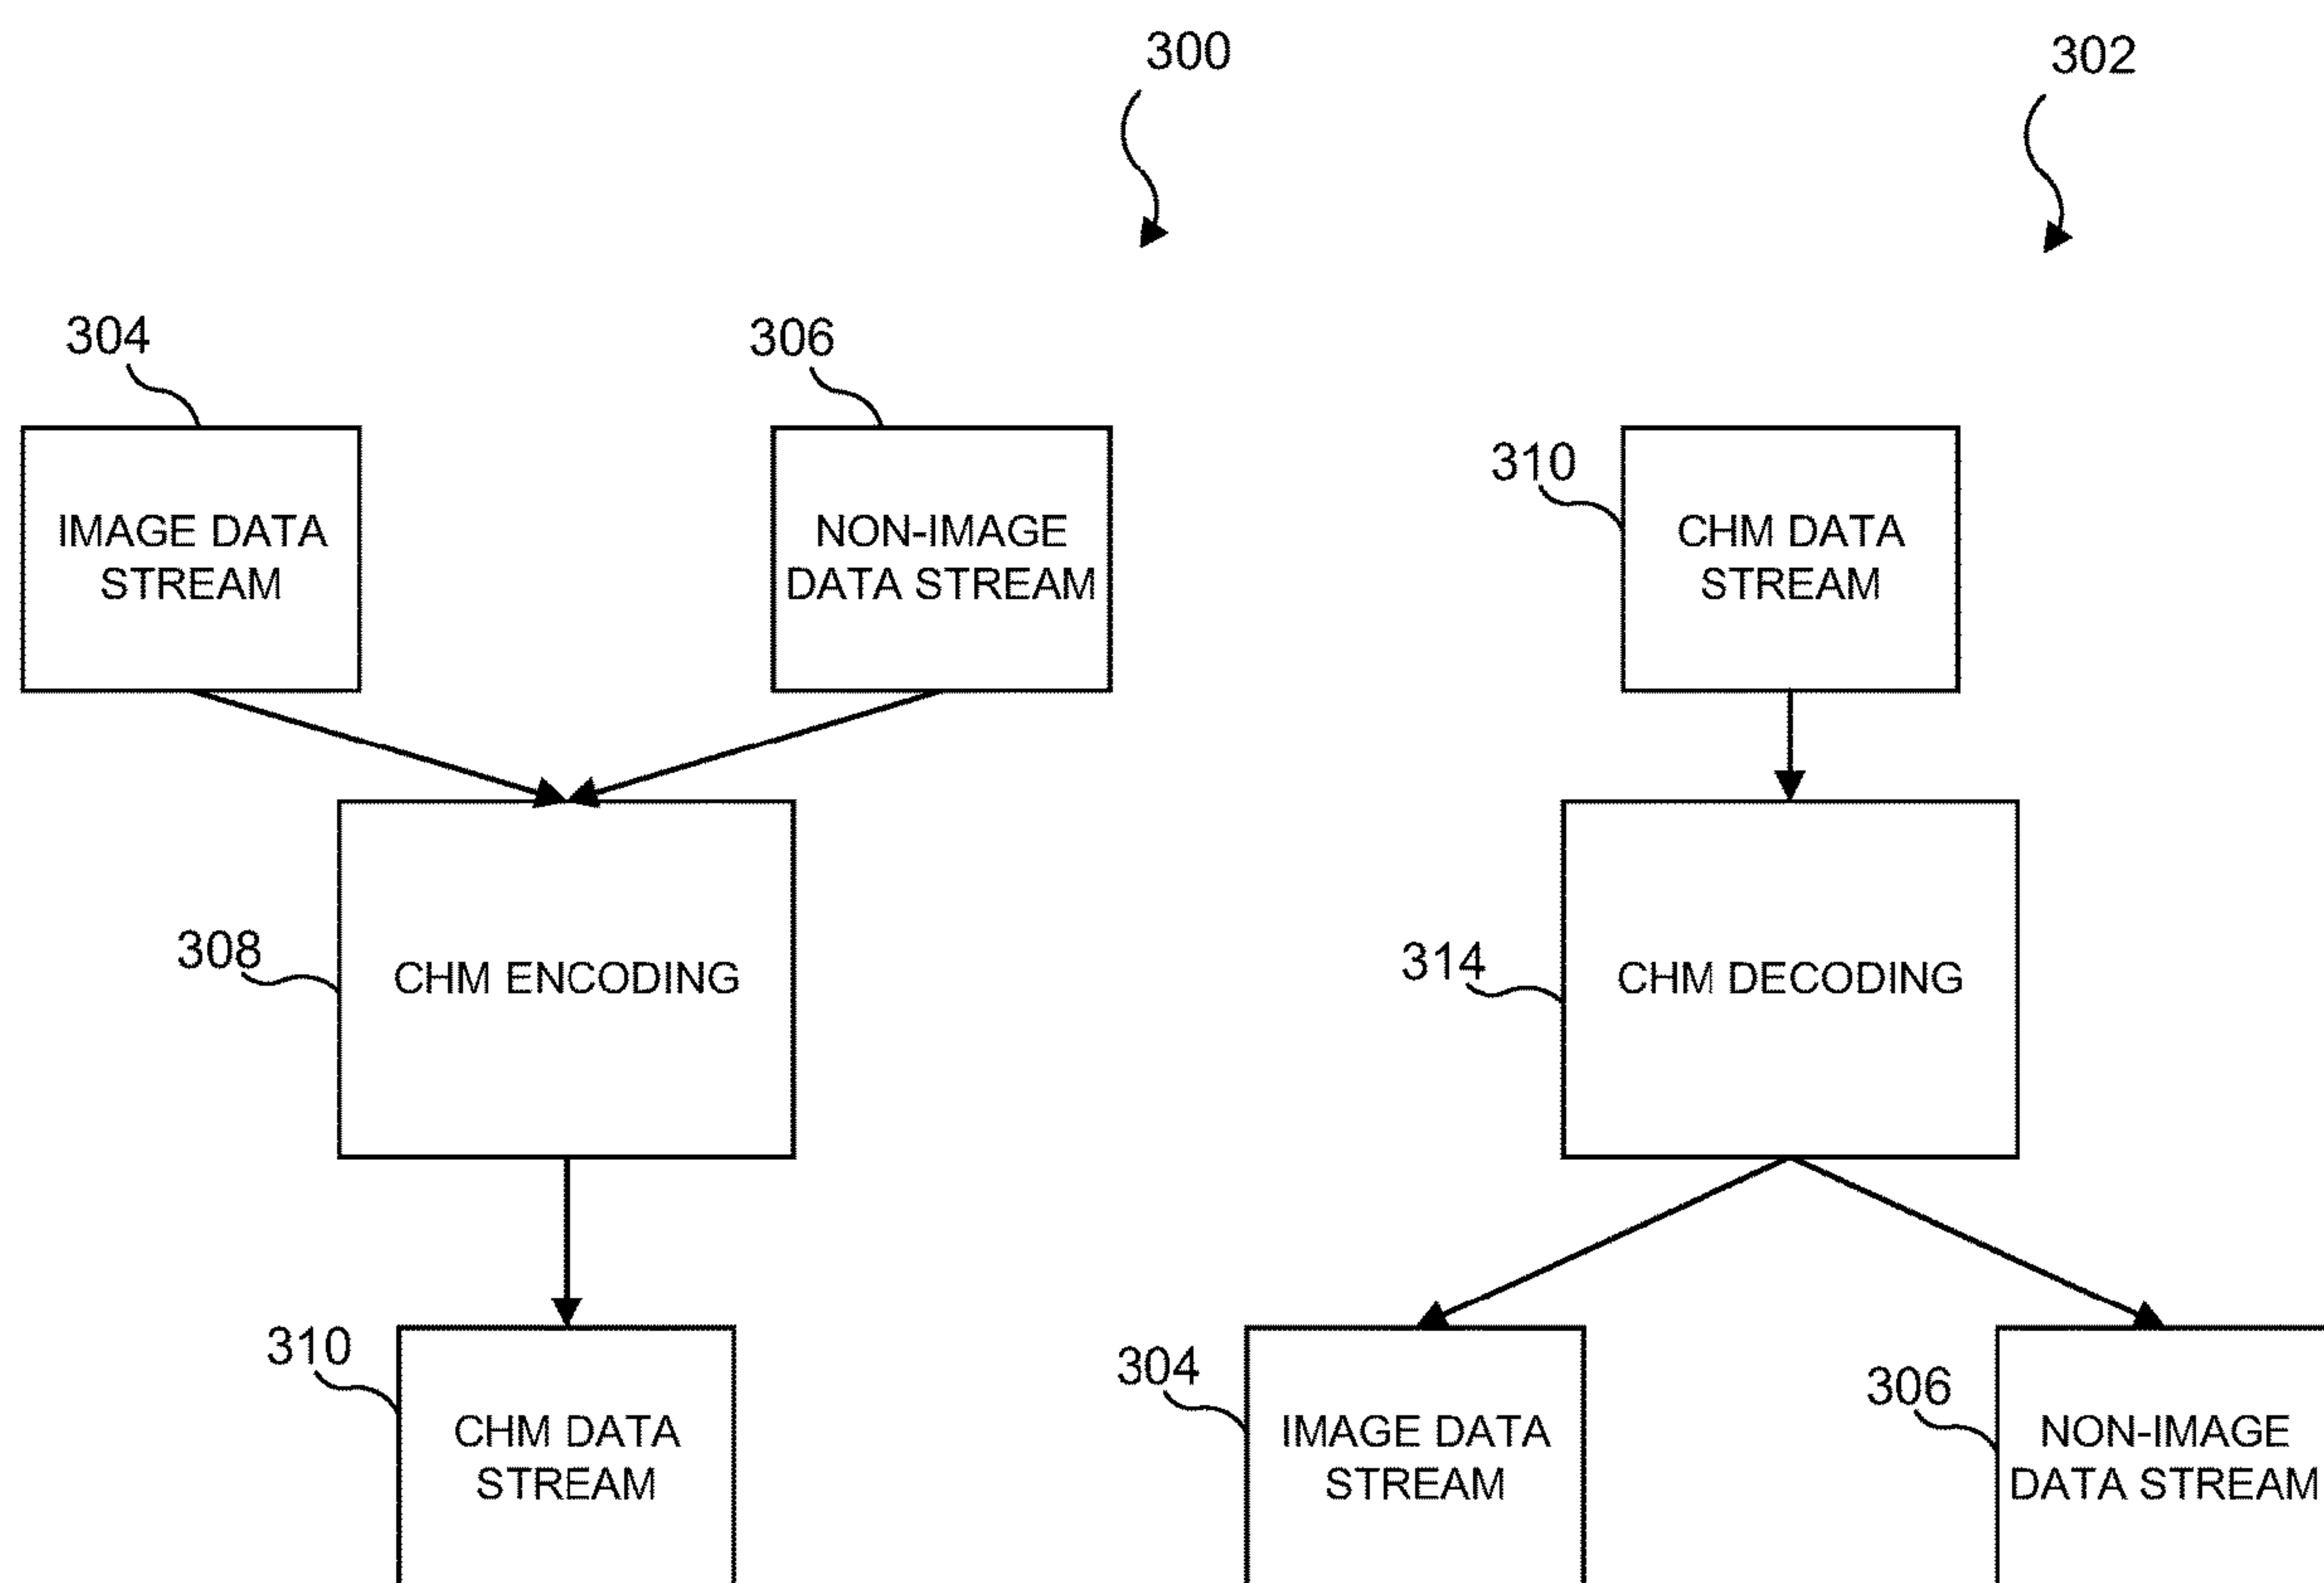 300
302
304
306
310
IMAGE DATA
STREAM
NON-IMAGE
DATA STREAM
CHM DATA
STREAM
308
CHM ENCODING
314
CHM DECODING
310
CHM DATA
STREAM
304
IMAGE DATA
STREAM
306
NON-IMAGE
DATA STREAM